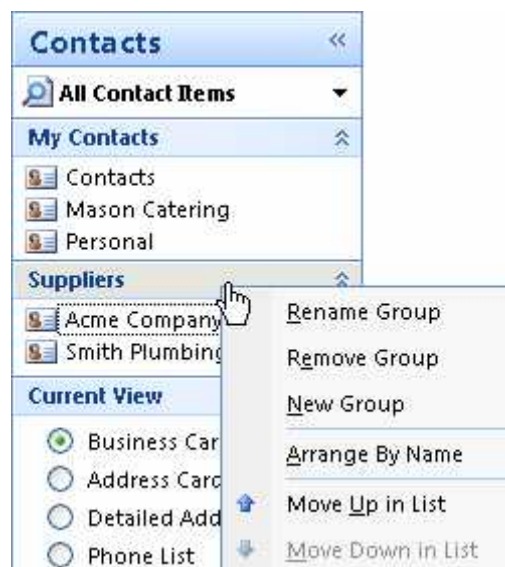 Contacts
All Contact Items
My Contacts
Contacts
Mason Catering
Personal
Suppliers
Acme Company
Smith Plumbing
Current View
Business Car
Address Card
Detailed Add
Phone List
Rename Group
Remove Group
New Group
Arrange By Name
Move Up in List
Move Down in List